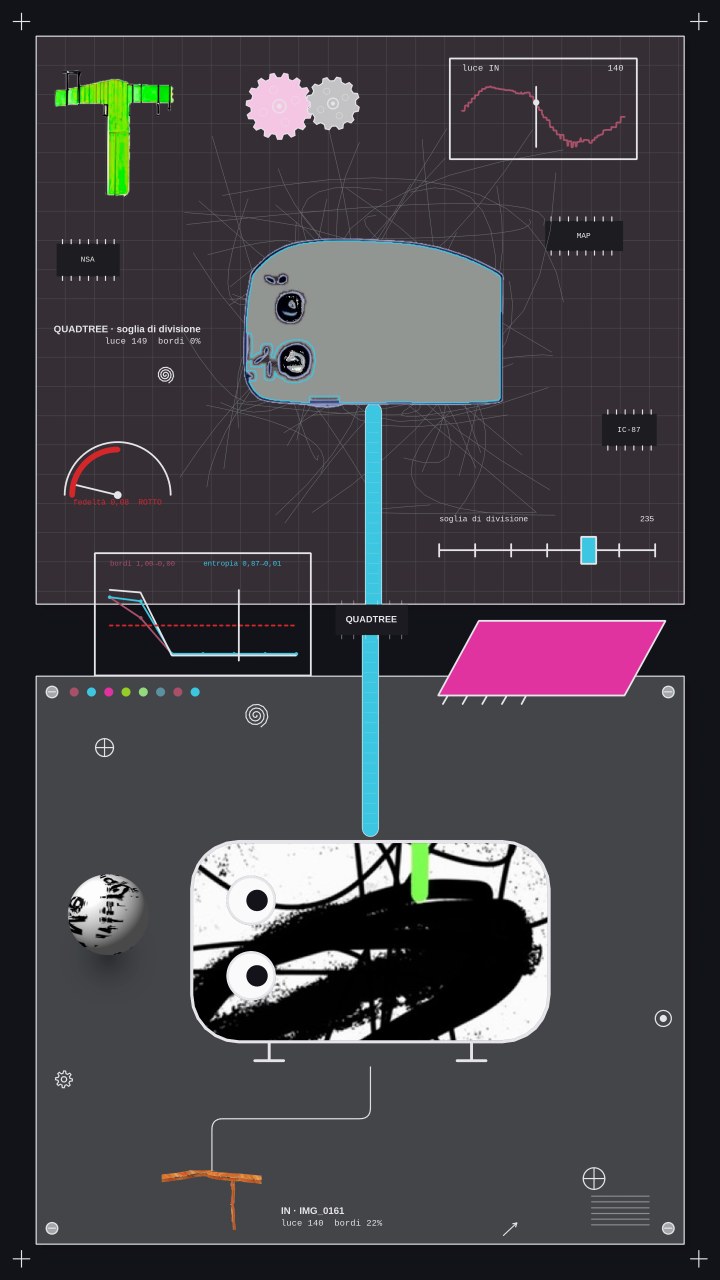 luce IN 140
MAP
NSA
QUADTREE · soglia di divisione
luce 149 bordi 0%
IC-87
fedeltà 0,08 ROTTO
soglia di divisione 235
bordi 1,00→0,00 entropia 0,87→0,01
QUADTREE
IN · IMG_0161
luce 140 bordi 22%